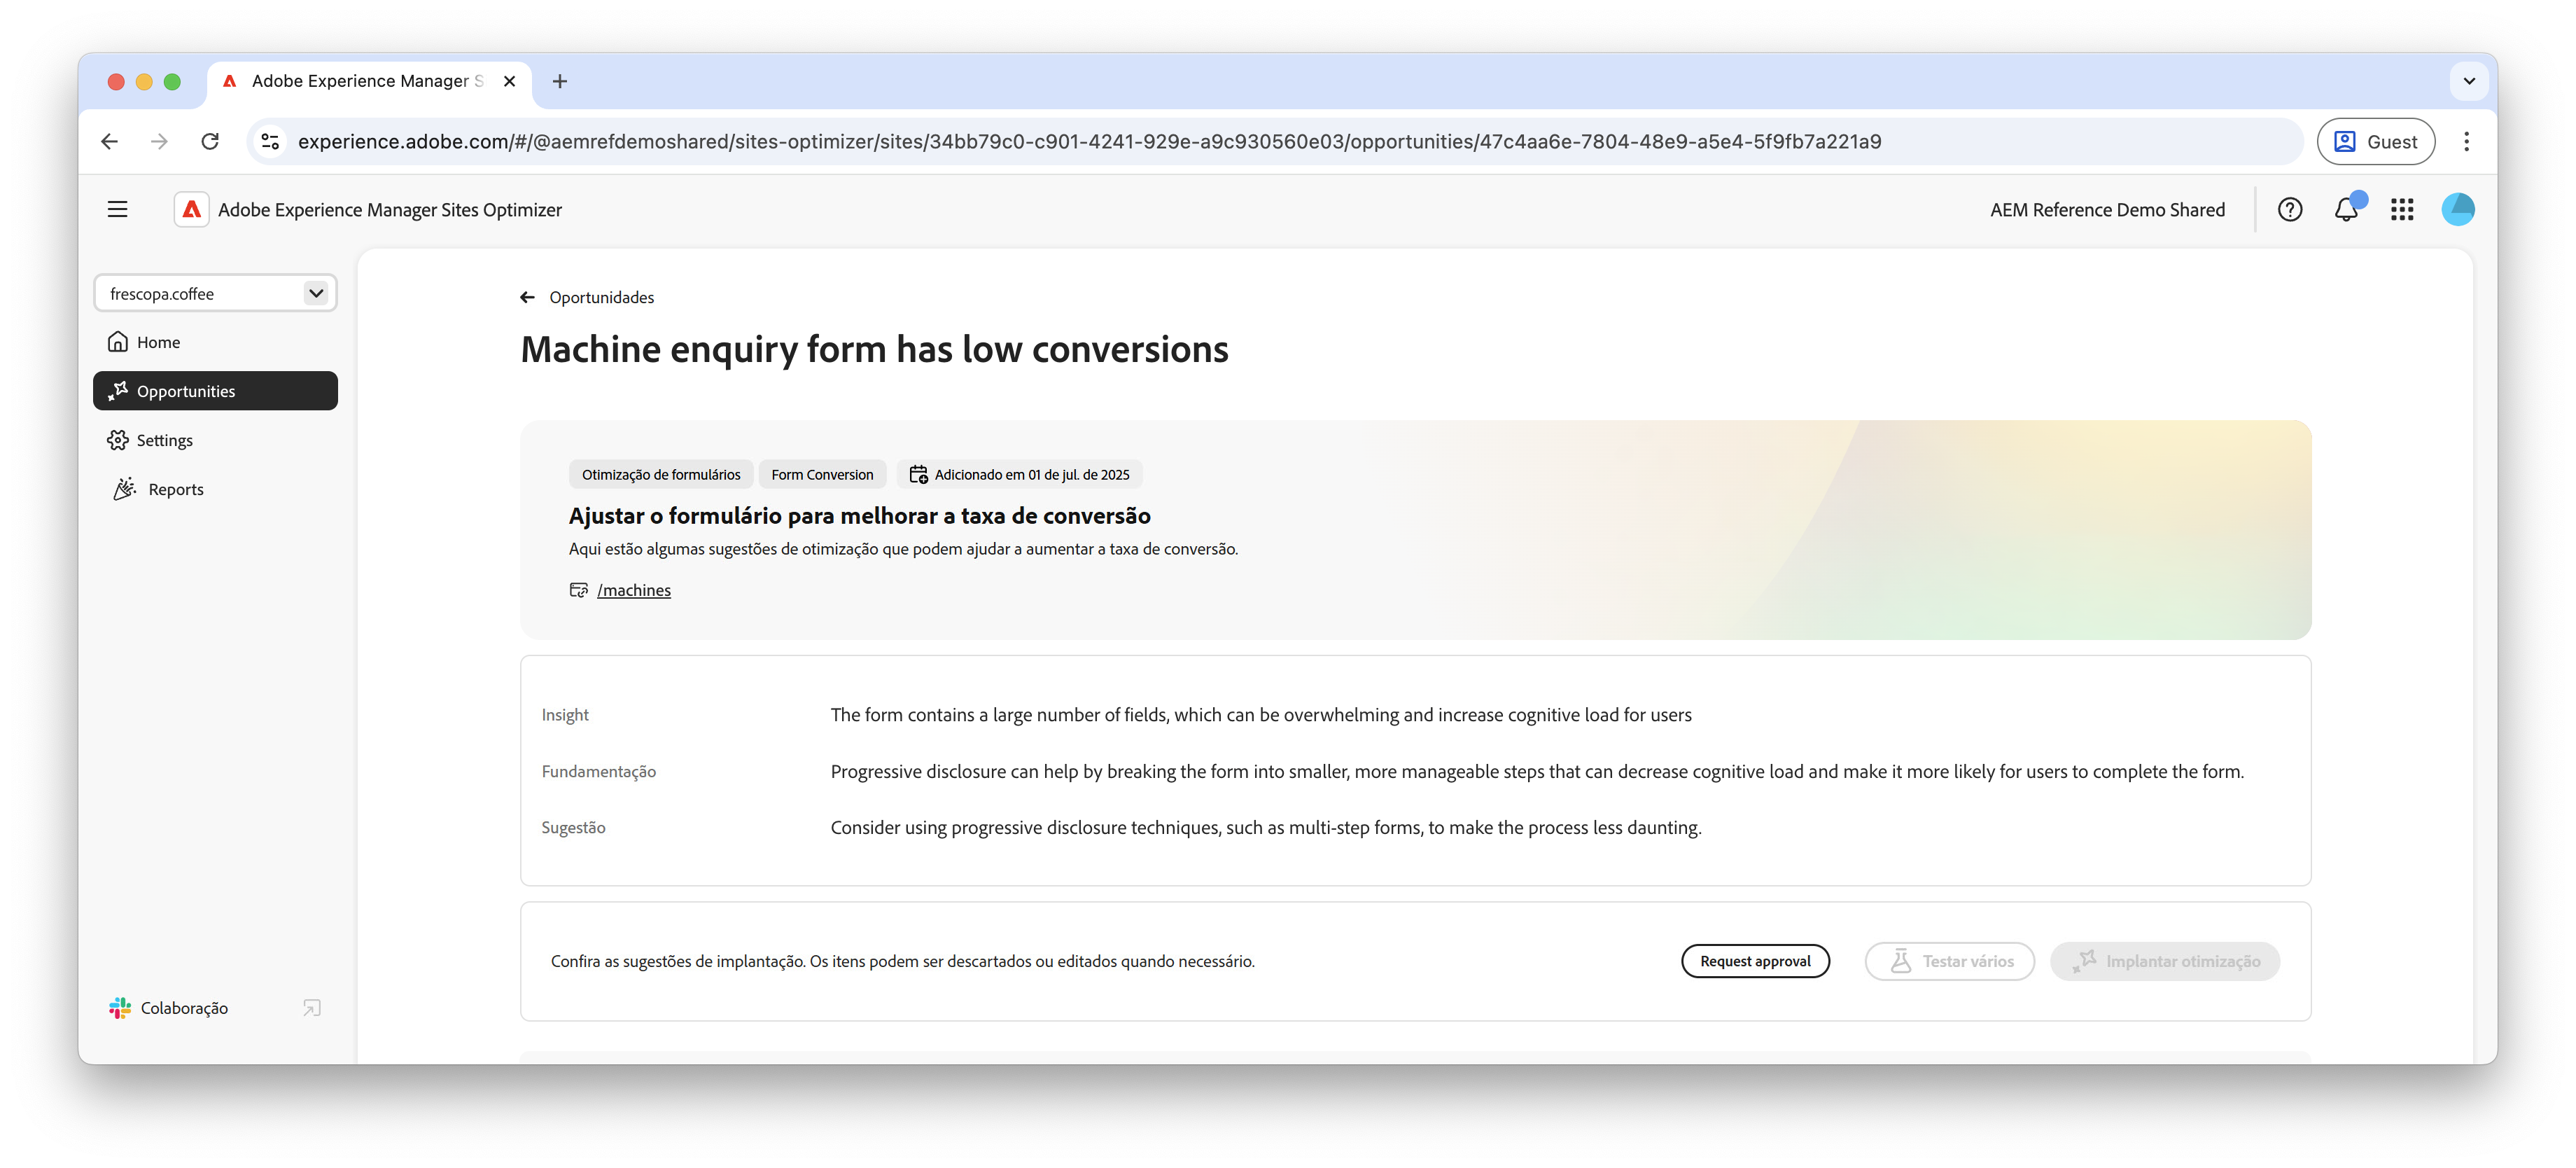 Adobe Experience Manager S
experience.adobe.com/#/@aemrefdemoshared/sites-optimizer/sites/34bb79c0-c901-4241-929e-a9c930560e03/opportunities/47c4aa6e-7804-48e9-a5e4-5f9fb7a221a9
Guest
Adobe Experience Manager Sites Optimizer
AEM Reference Demo Shared
frescopa.coffee
Home
Opportunities
Settings
Reports
Colaboração
Oportunidades
Machine enquiry form has low conversions
Otimização de formulários
Form Conversion
Adicionado em 01 de jul. de 2025
Ajustar o formulário para melhorar a taxa de conversão
Aqui estão algumas sugestões de otimização que podem ajudar a aumentar a taxa de conversão.
/machines
Insight
The form contains a large number of fields, which can be overwhelming and increase cognitive load for users
Fundamentação
Progressive disclosure can help by breaking the form into smaller, more manageable steps that can decrease cognitive load and make it more likely for users to complete the form.
Sugestão
Consider using progressive disclosure techniques, such as multi-step forms, to make the process less daunting.
Confira as sugestões de implantação. Os itens podem ser descartados ou editados quando necessário.
Request approval
Testar vários
Implantar otimização